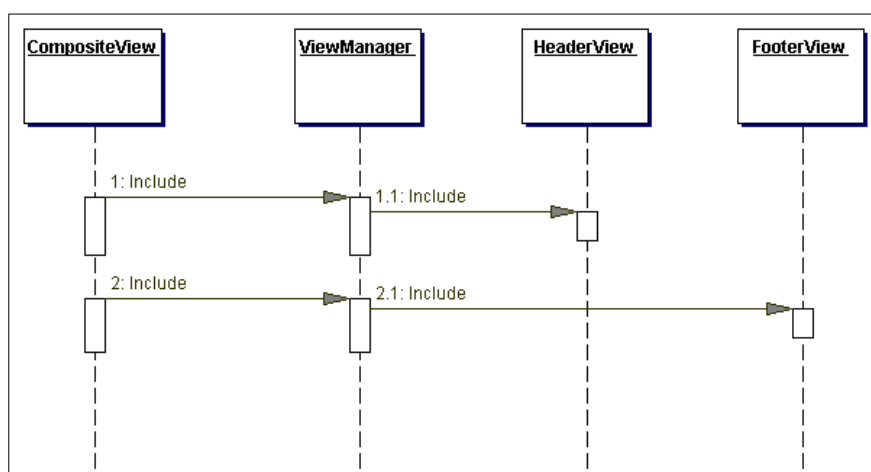 CompositeView
ViewManager
HeaderView
FooterView
1: Include
1.1: Include
2: Include
2.1: Include